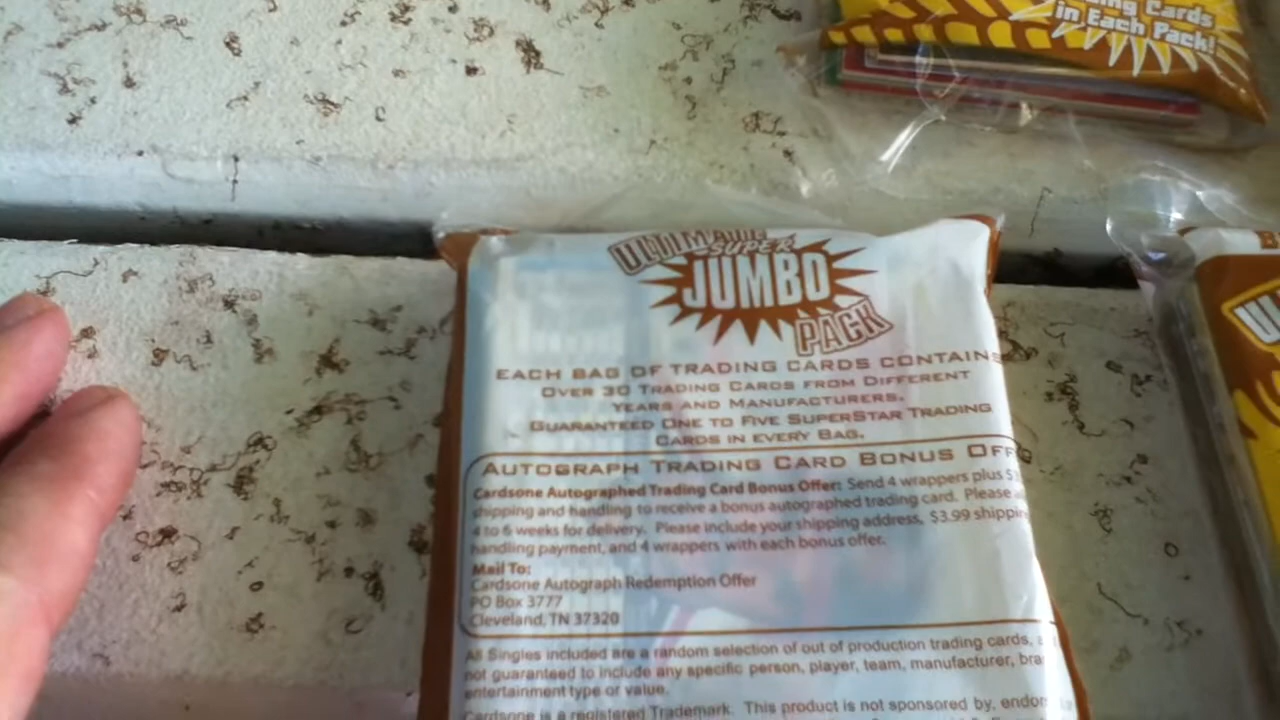 ing Cards
in Each Pack!
ULTIMATE
SUPER
JUMBO
PACK
EACH BAG OF TRADING CARDS CONTAINS
OVER 30 TRADING CARDS FROM DIFFERENT
YEARS AND MANUFACTURERS.
GUARANTEED ONE TO FIVE SUPERSTAR TRADING
CARDS IN EVERY BAG.
AUTOGRAPH TRADING CARD BONUS OFF
Cardsone Autographed Trading Card Bonus Offer: Send 4 wrappers plus $
shipping and handling to receive a bonus autographed trading card. Please
4 to 6 weeks for delivery. Please include your shipping address, $3.99 shippin
handling payment, and 4 wrappers with each bonus offer.
Mail To:
Cardsone Autograph Redemption Offer
PO Box 3777
Cleveland, TN 37320
All Singles included are a random selection of out of production trading cards, a
not guaranteed to include any specific person, player, team, manufacturer, bra
entertainment type or value.
Cardsone is a registered Trademark. This product is not sponsored by, endor
UL